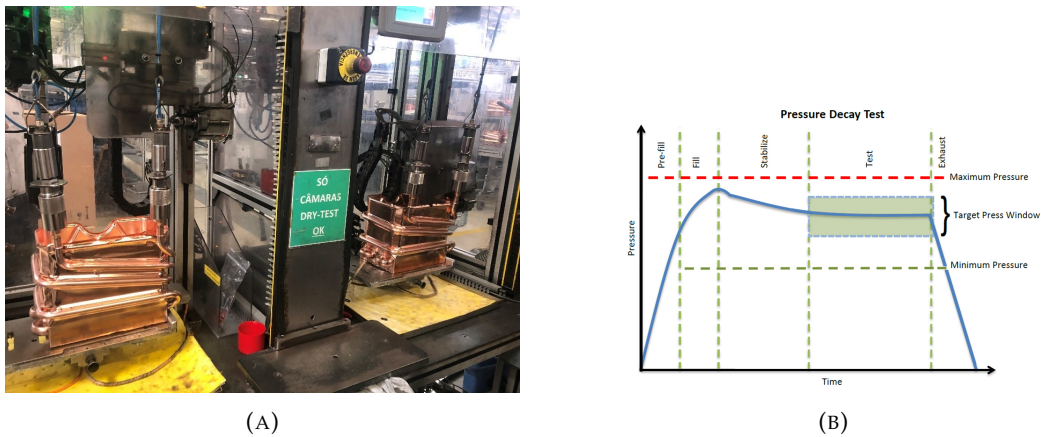 SÓ
CÂMARAS
DRY-TEST
OK
(A)
Pressure Decay Test
Pre-fill
Fill
Stabilize
Test
Exhaust
Maximum Pressure
Target Press Window
Minimum Pressure
Pressure
Time
(B)